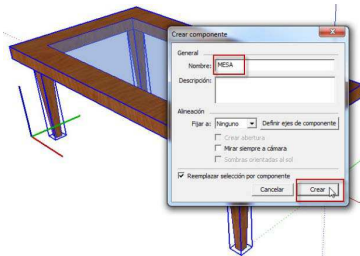 Crear componente
General
Nombre: MESA
Descripción:
Alineación
Fijar a: Ninguno Definir ejes de componente
Crear abertura
Mirar siempre a cámara
Sombras orientadas al sol
Reemplazar selección por componente
Cancelar Crear